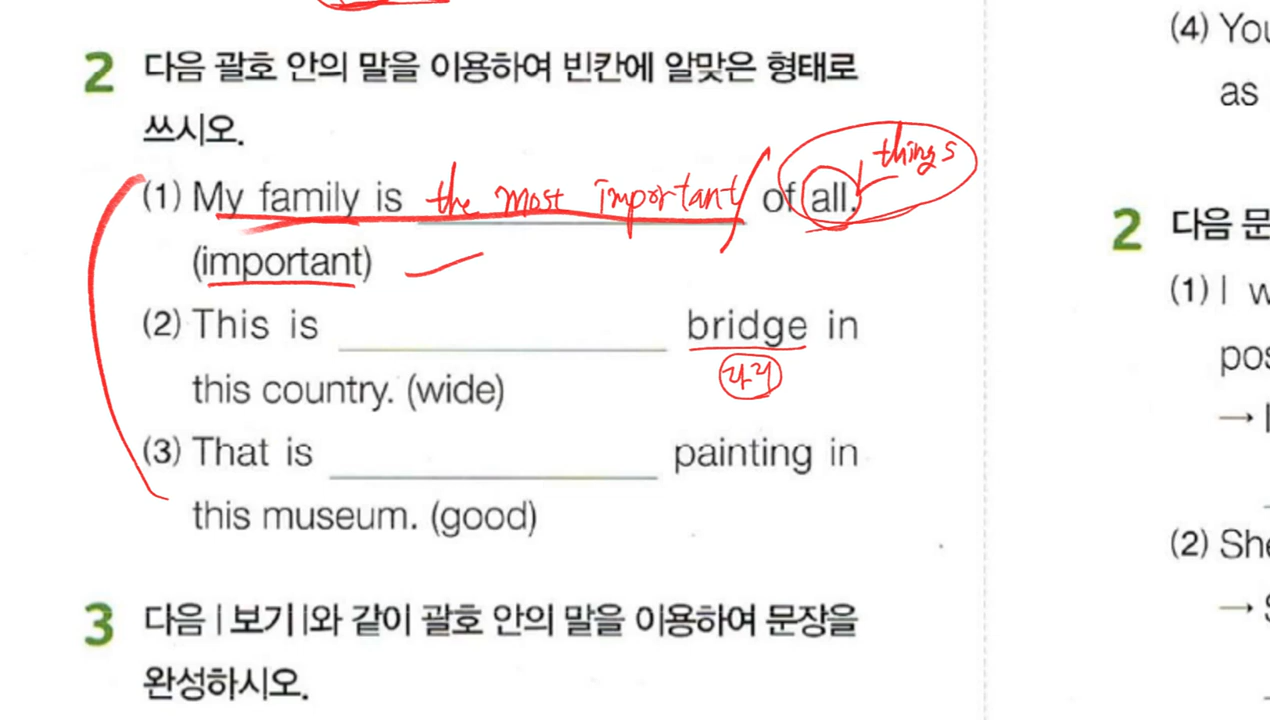 2 다음 괄호 안의 말을 이용하여 빈칸에 알맞은 형태로
쓰시오.
things
(1) My family is the most important of all.
(important)
(2) This is bridge in
다리
this country. (wide)
(3) That is painting in
this museum. (good)
3 다음 |보기|와 같이 괄호 안의 말을 이용하여 문장을
완성하시오.
(4) You
as
2 다음 문
(1) I w
pos
→ I
(2) She
→ S